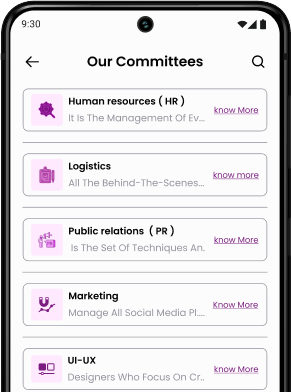 9:30
Our Committees
Human resources ( HR )
It Is The Management Of Ev...
know More
Logistics
All The Behind-The-Scenes...
know more
Public relations ( PR )
Is The Set Of Techniques An.
know More
Marketing
Manage All Social Media Pl....
Know More
UI-UX
Designers Who Focus On Cr..
know More